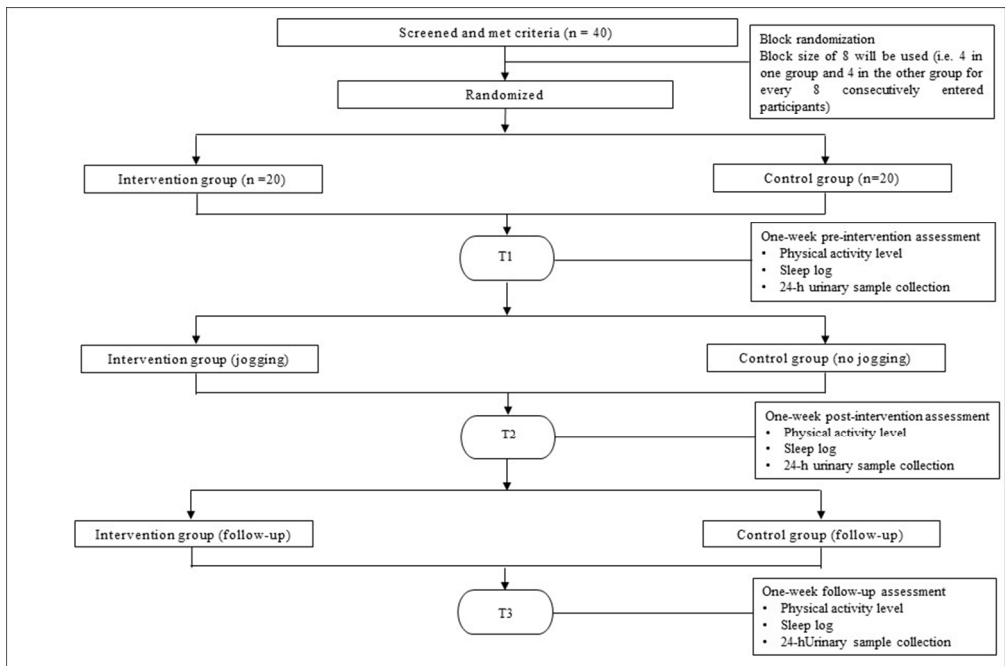 Screened and met criteria (n = 40)
Block randomization
Block size of 8 will be used (i.e. 4 in
one group and 4 in the other group for
every 8 consecutively entered
participants)
Randomized
Intervention group (n =20)
Control group (n=20)
T1
One-week pre-intervention assessment
• Physical activity level
• Sleep log
• 24-h urinary sample collection
Intervention group (jogging)
Control group (no jogging)
T2
One-week post-intervention assessment
• Physical activity level
• Sleep log
• 24-h urinary sample collection
Intervention group (follow-up)
Control group (follow-up)
T3
One-week follow-up assessment
• Physical activity level
• Sleep log
• 24-hUrinary sample collection